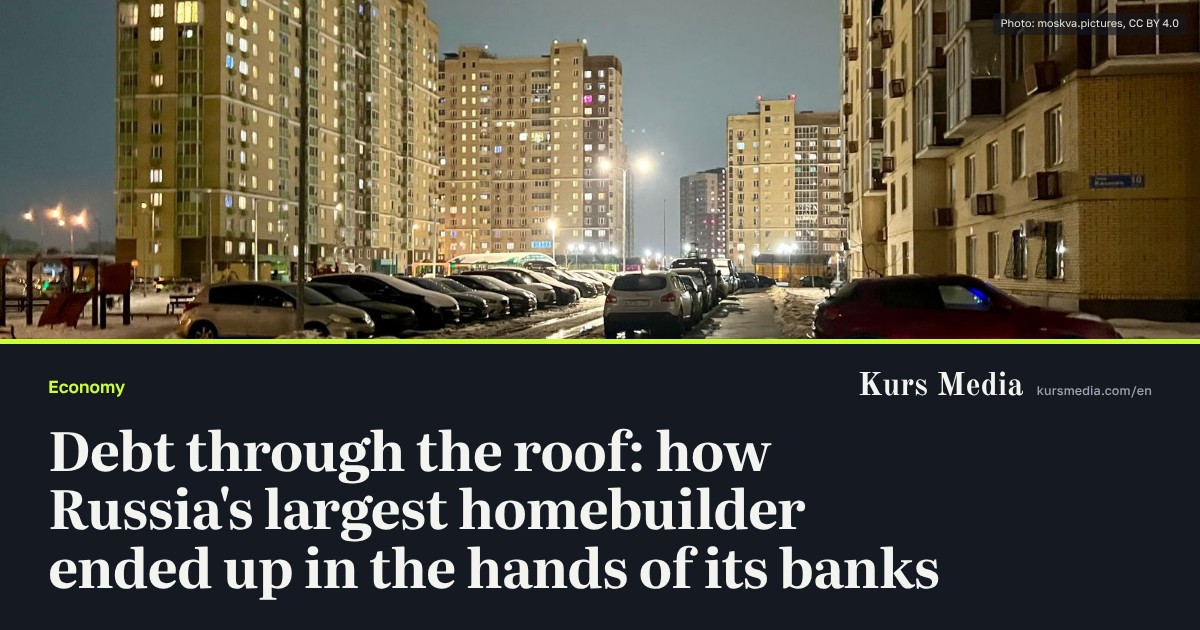 Photo: moskva.pictures, CC BY 4.0
10
Economy
Kurs Media kursmedia.com/en
Debt through the roof: how
Russia's largest homebuilder
ended up in the hands of its banks